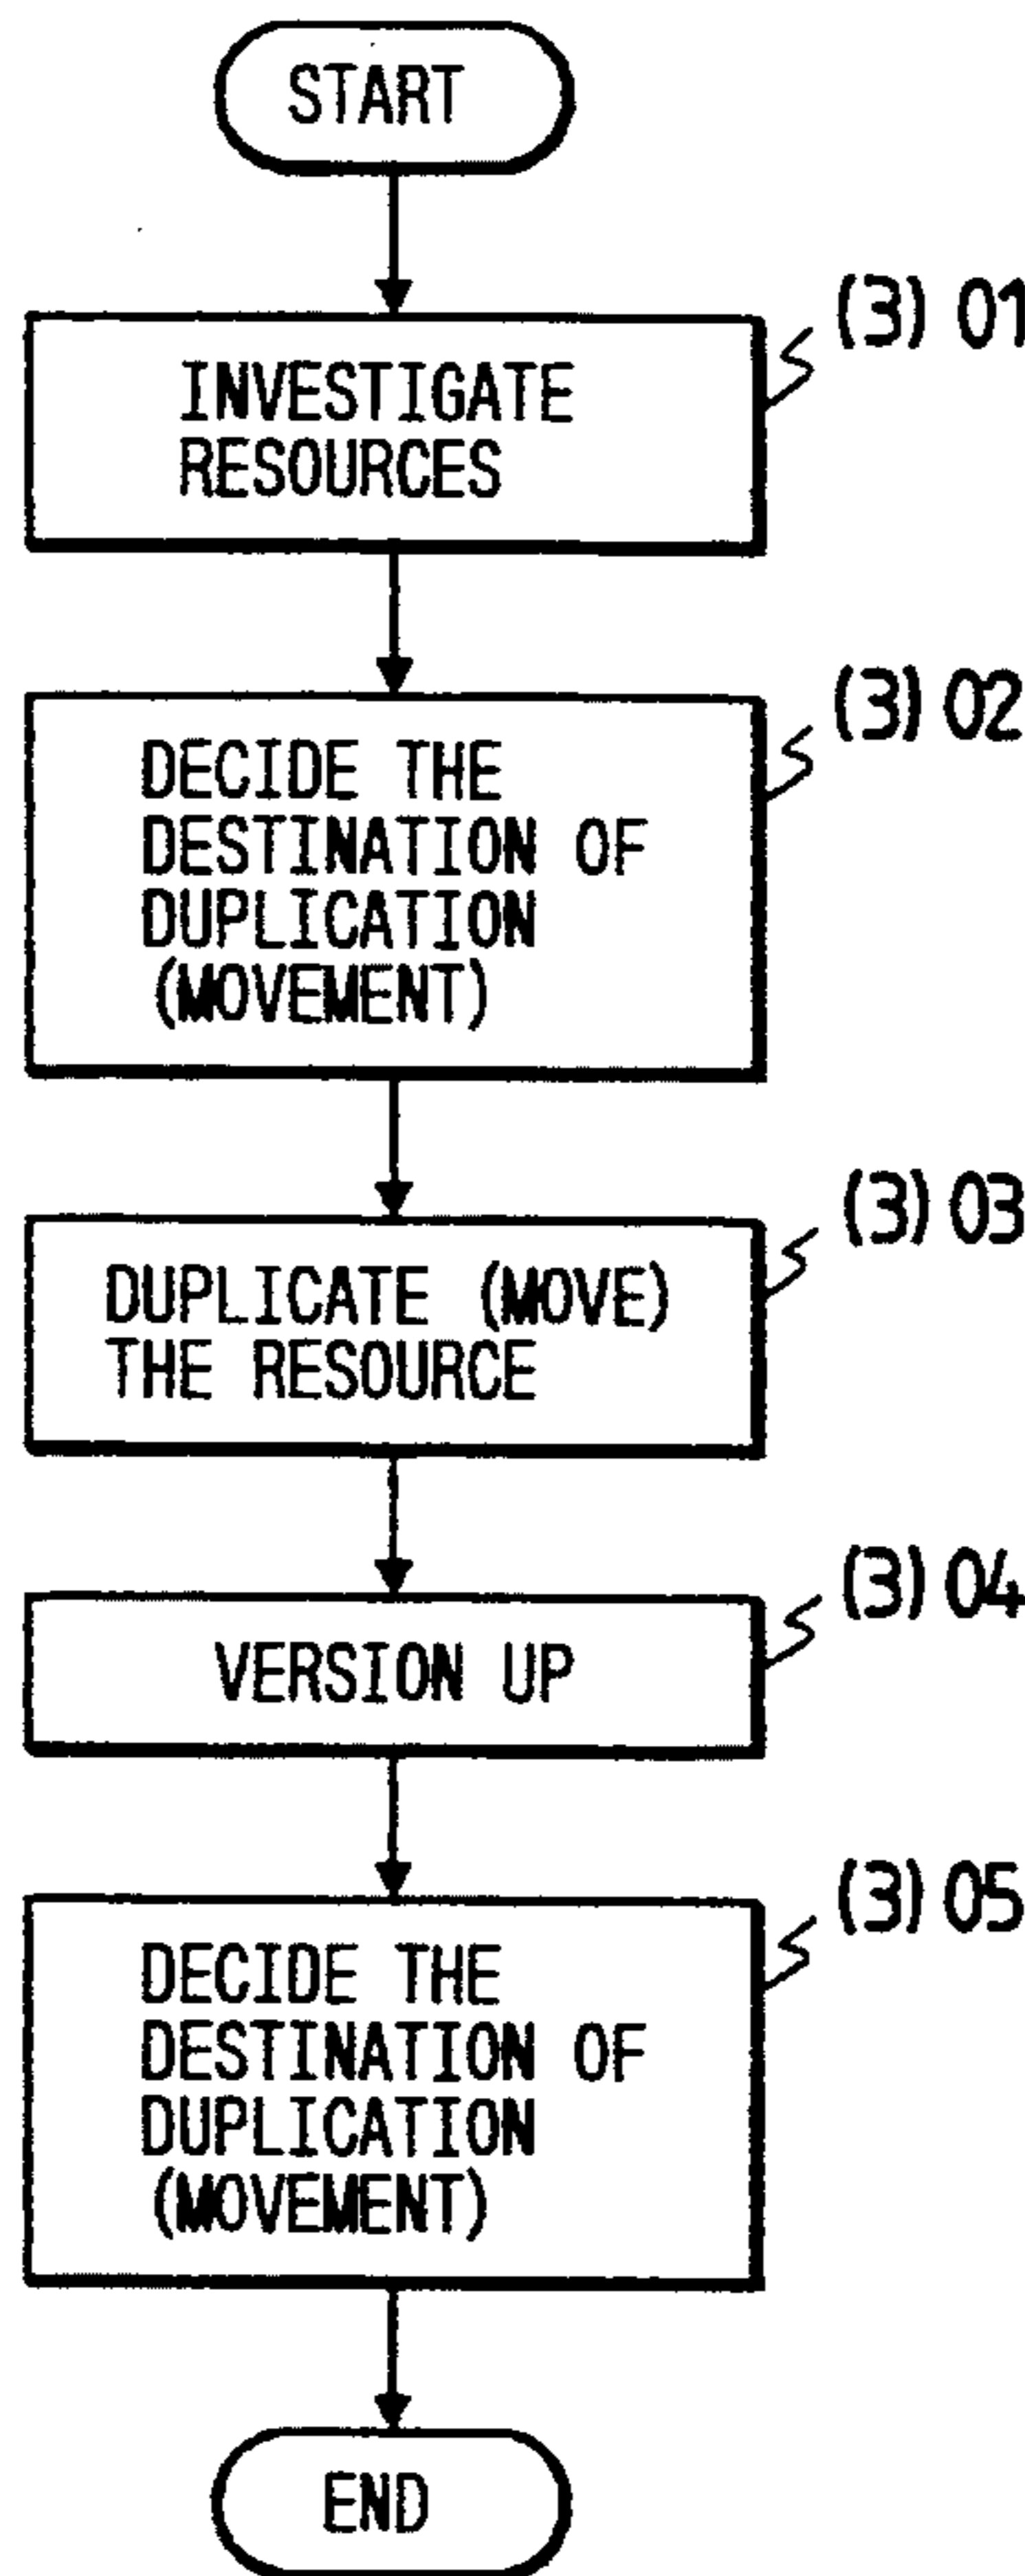 START
(3) 01
INVESTIGATE
RESOURCES
(3) 02
DECIDE THE
DESTINATION OF
DUPLICATION
(MOVEMENT)
(3) 03
DUPLICATE (MOVE)
THE RESOURCE
(3) 04
VERSION UP
(3) 05
DECIDE THE
DESTINATION OF
DUPLICATION
(MOVEMENT)
END